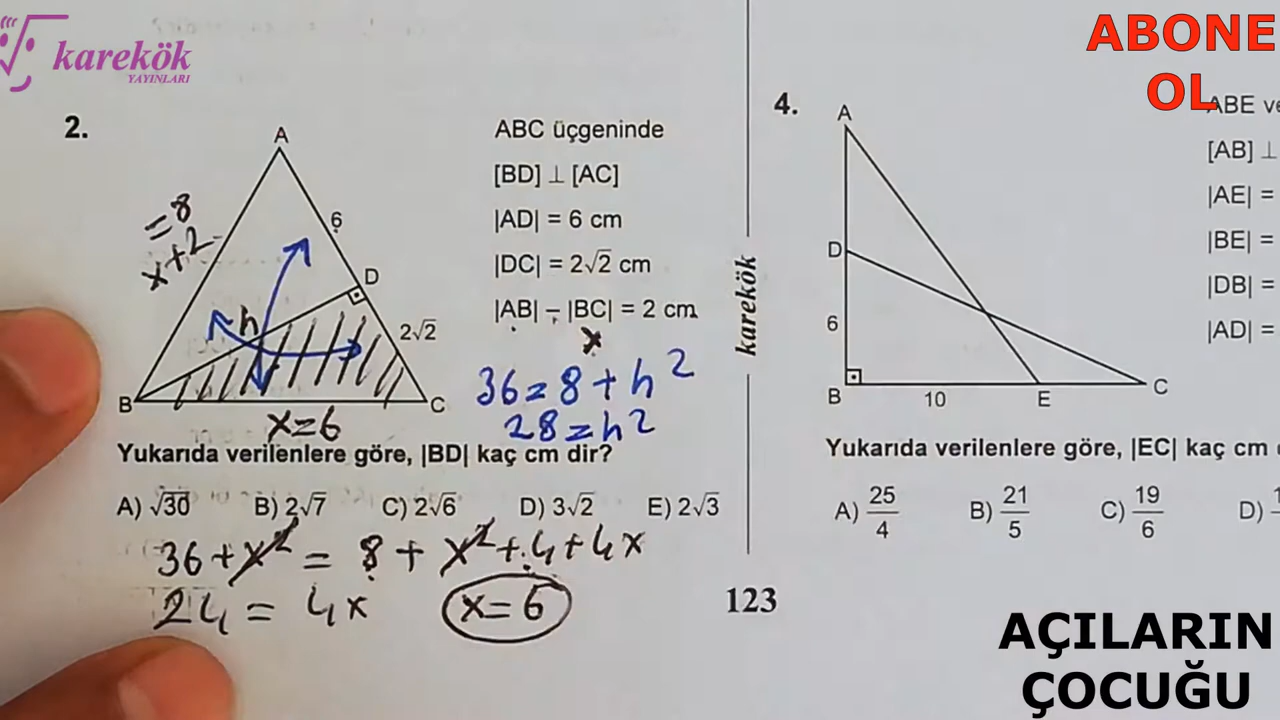 karekök
YAYINLARI
ABONE
OL
2.
A
=8
x+2
6
D
h
2√2
B
C
x=6
ABC üçgeninde
[BD] ⊥ [AC]
|AD| = 6 cm
|DC| = 2√2 cm
|AB| – |BC| = 2 cm
x
36=8+h²
28=h²
Yukarıda verilenlere göre, |BD| kaç cm dir?
A) √30 B) 2√7 C) 2√6 D) 3√2 E) 2√3
36+x² = 8+x²+4+4x
24 = 4x x=6
karekök
123
4.
A
D
6
B
10
E
C
ABE
[AB] ⊥
|AE| =
|BE| =
|DB| =
|AD| =
Yukarıda verilenlere göre, |EC| kaç cm
A) 25/4 B) 21/5 C) 19/6 D)
AÇILARIN
ÇOCUĞU